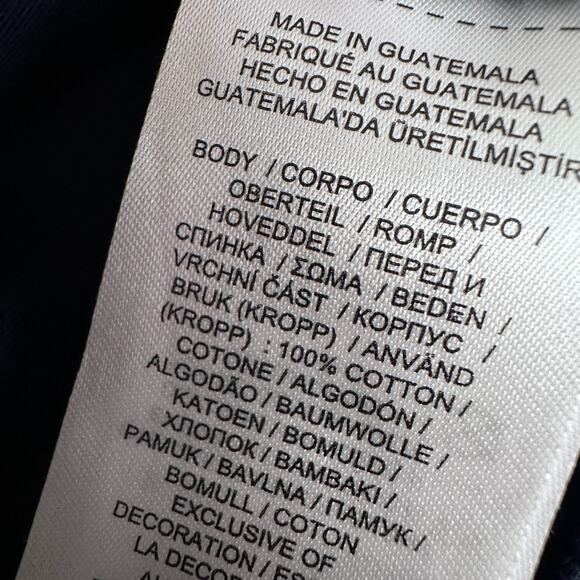 MADE IN GUATEMALA
FABRIQUÉ AU GUATEMALA
HECHO EN GUATEMALA
GUATEMALA'DA ÜRETİLMİŞTİR
BODY / CORPO / CUERPO /
OBERTEIL / ROMP /
HOVEDDEL / ПЕРЕД И
СПИНКА / ΣΩΜΑ / BEDEN /
VRCHNÍ ČÁST / КОРПУС /
BRUK (KROPP) / ANVÄND
(KROPP) : 100% COTTON /
COTONE / ALGODÓN /
ALGODÃO / BAUMWOLLE /
KATOEN / BOMULD /
ХЛОПОК / ΒΑΜΒΑΚΙ /
PAMUK / BAVLNA / ПАМУК /
BOMULL / COTON
EXCLUSIVE OF
DECORATION /
LA